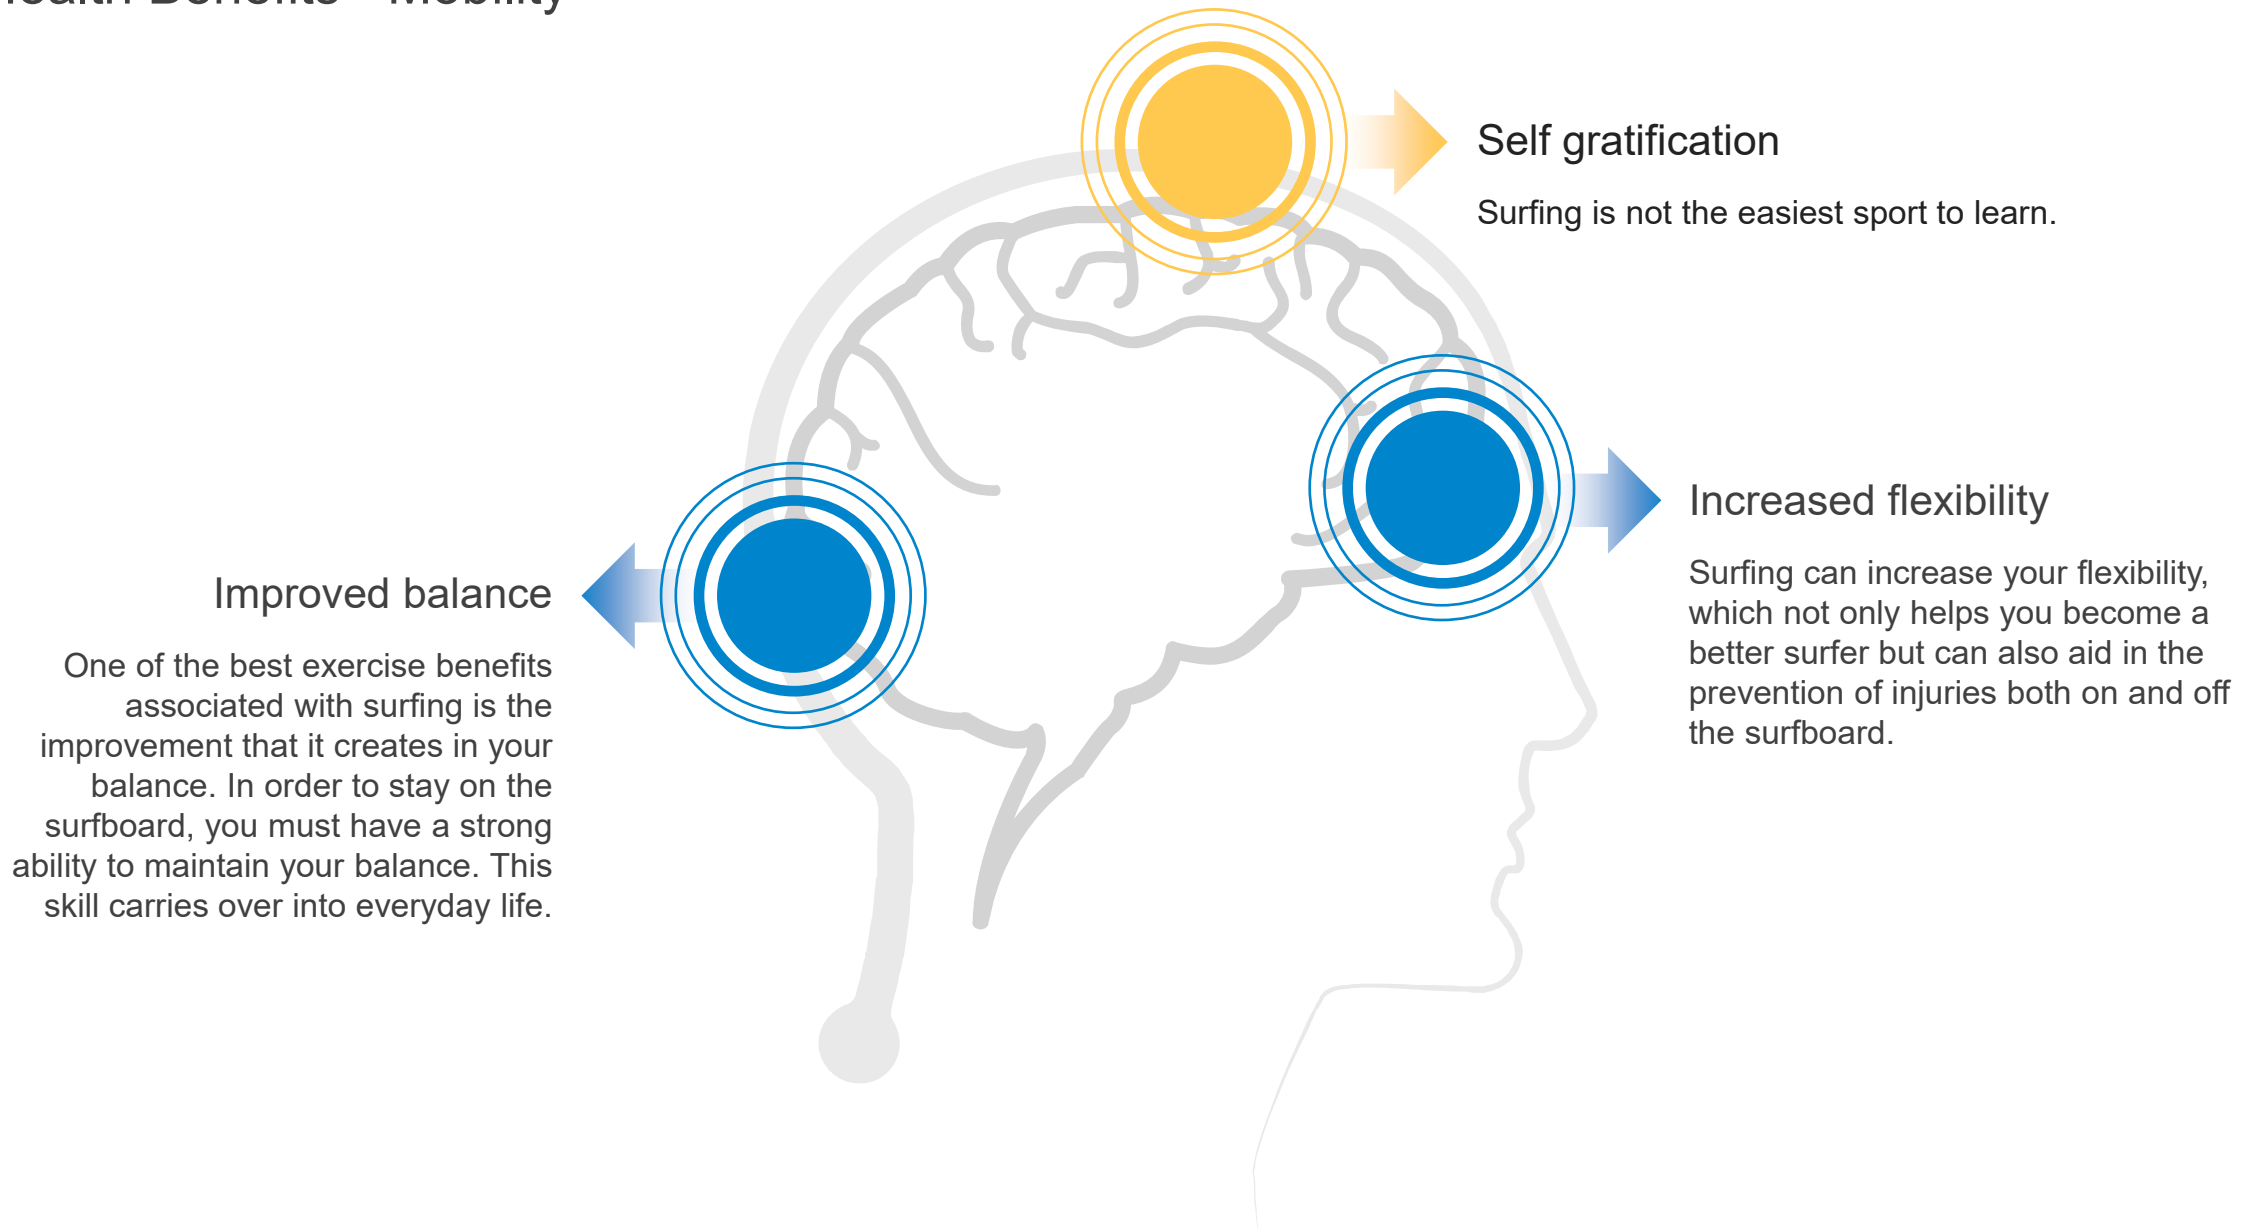 Health Benefits - Mobility
Self gratification
Surfing is not the easiest sport to learn.
Increased flexibility
Surfing can increase your flexibility,
which not only helps you become a
better surfer but can also aid in the
prevention of injuries both on and off
the surfboard.
Improved balance
One of the best exercise benefits
associated with surfing is the
improvement that it creates in your
balance. In order to stay on the
surfboard, you must have a strong
ability to maintain your balance. This
skill carries over into everyday life.